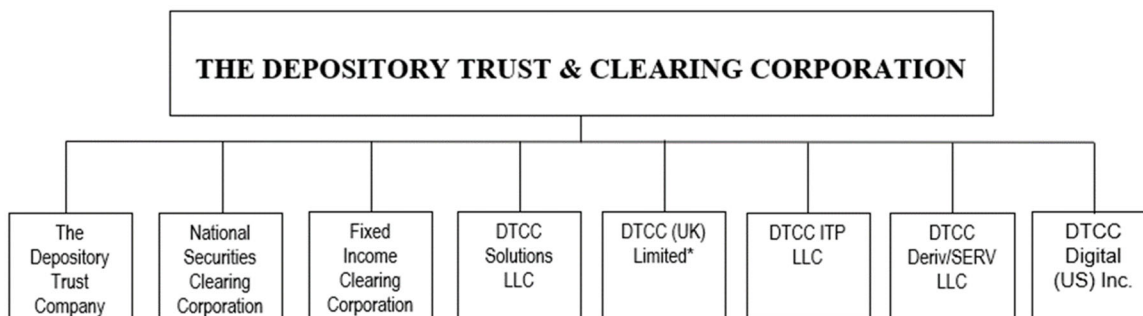 THE DEPOSITORY TRUST & CLEARING CORPORATION
The
Depository
Trust
Company
National
Securities
Clearing
Corporation
Fixed
Income
Clearing
Corporation
DTCC
Solutions
LLC
DTCC (UK)
Limited*
DTCC ITP
LLC
DTCC
Deriv/SERV
LLC
DTCC
Digital
(US) Inc.